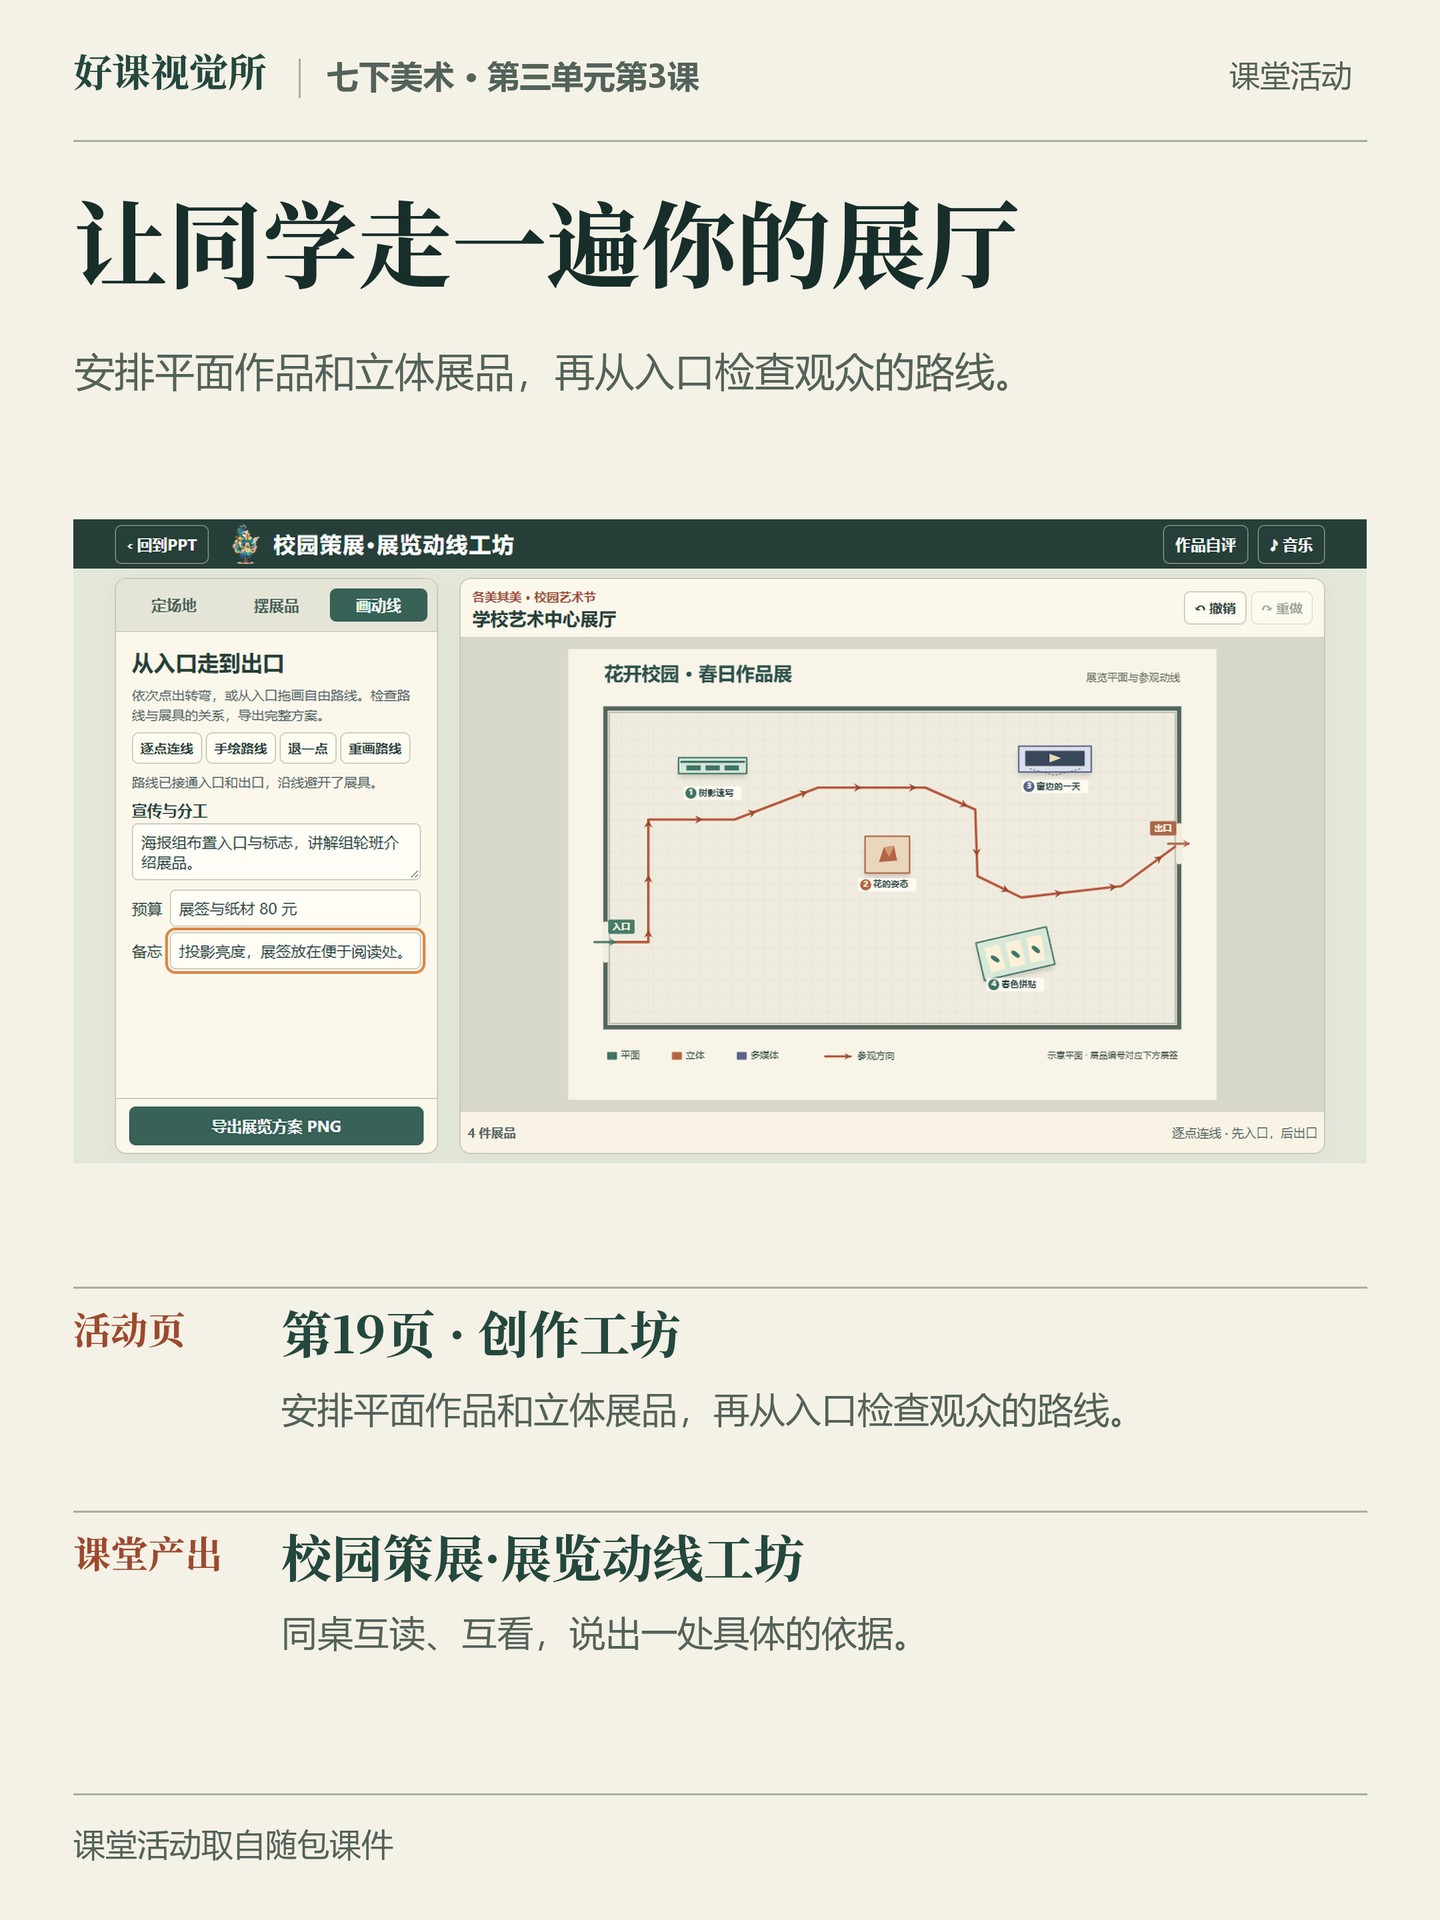 好课视觉所
七下美术·第三单元第3课
课堂活动
让同学走一遍你的展厅
安排平面作品和立体展品，再从入口检查观众的路线。
‹ 回到PPT
校园策展·展览动线工坊
作品自评
♪ 音乐
定场地
摆展品
画动线
从入口走到出口
依次点出转弯，或从入口拖画自由路线。检查路
线与展具的关系，导出完整方案。
逐点连线
手绘路线
退一点
重画路线
路线已接通入口和出口，沿线避开了展具。
宣传与分工
海报组布置入口与标志，讲解组轮班介
绍展品。
预算
展签与纸材 80 元
备忘
投影亮度，展签放在便于阅读处。
导出展览方案 PNG
各美其美·校园艺术节
学校艺术中心展厅
撤销
重做
花开校园·春日作品展
展览平面与参观动线
1 树影速写
3 窗边的一天
出口
2 花的姿态
入口
4 春色拼贴
平面
立体
多媒体
参观方向
示意平面·展品编号对应下方展签
4 件展品
逐点连线·先入口，后出口
活动页
第19页·创作工坊
安排平面作品和立体展品，再从入口检查观众的路线。
课堂产出
校园策展·展览动线工坊
同桌互读、互看，说出一处具体的依据。
课堂活动取自随包课件